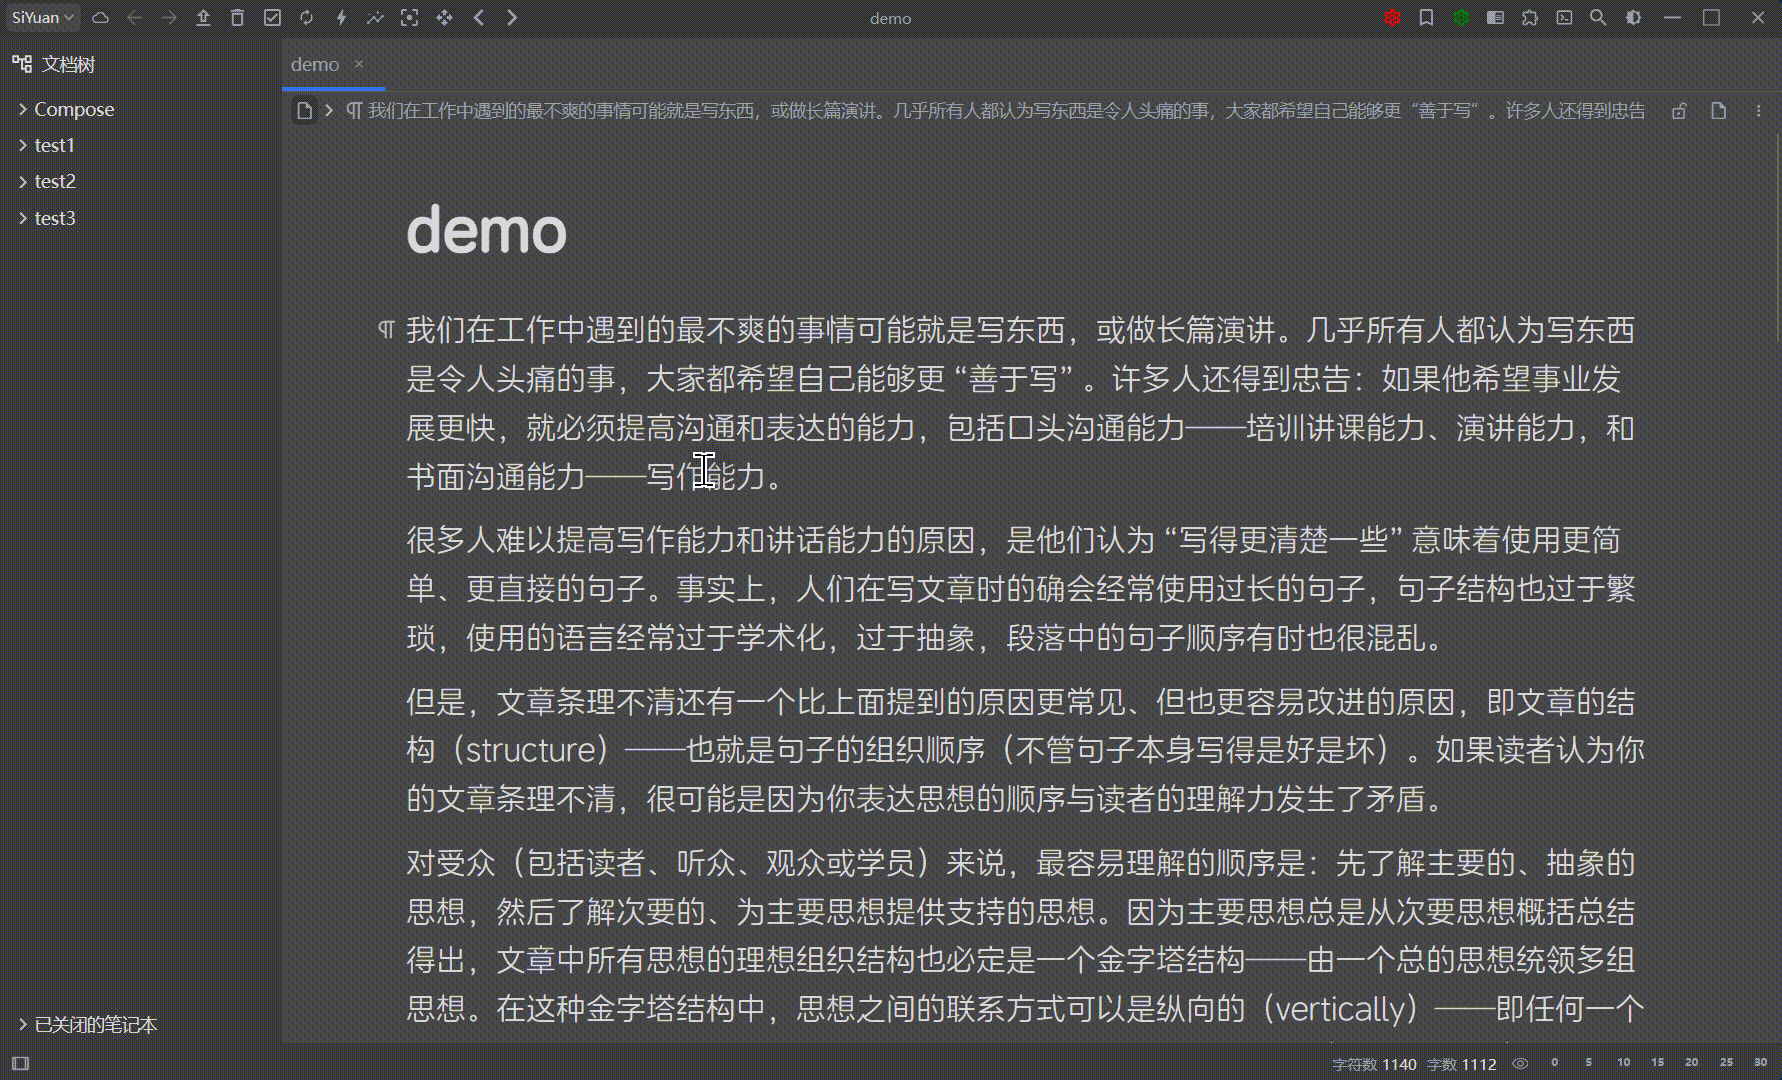 SiYuan
demo
文档树
Compose
test1
test2
test3
已关闭的笔记本
demo
我们在工作中遇到的最不爽的事情可能就是写东西，或做长篇演讲。几乎所有人都认为写东西是令人头痛的事，大家都希望自己能够更“善于写”。许多人还得到忠告
demo
我们在工作中遇到的最不爽的事情可能就是写东西，或做长篇演讲。几乎所有人都认为写东西
是令人头痛的事，大家都希望自己能够更“善于写”。许多人还得到忠告：如果他希望事业发
展更快，就必须提高沟通和表达的能力，包括口头沟通能力——培训讲课能力、演讲能力，和
书面沟通能力——写作能力。
很多人难以提高写作能力和讲话能力的原因，是他们认为“写得更清楚一些”意味着使用更简
单、更直接的句子。事实上，人们在写文章时的确会经常使用过长的句子，句子结构也过于繁
琐，使用的语言经常过于学术化，过于抽象，段落中的句子顺序有时也很混乱。
但是，文章条理不清还有一个比上面提到的原因更常见、但也更容易改进的原因，即文章的结
构（structure）——也就是句子的组织顺序（不管句子本身写得是好是坏）。如果读者认为你
的文章条理不清，很可能是因为你表达思想的顺序与读者的理解力发生了矛盾。
对受众（包括读者、听众、观众或学员）来说，最容易理解的顺序是：先了解主要的、抽象的
思想，然后了解次要的、为主要思想提供支持的思想。因为主要思想总是从次要思想概括总结
得出，文章中所有思想的理想组织结构也必定是一个金字塔结构——由一个总的思想统领多组
思想。在这种金字塔结构中，思想之间的联系方式可以是纵向的（vertically）——即任何一个
字符数 1140 字数 1112 0 5 10 15 20 25 30